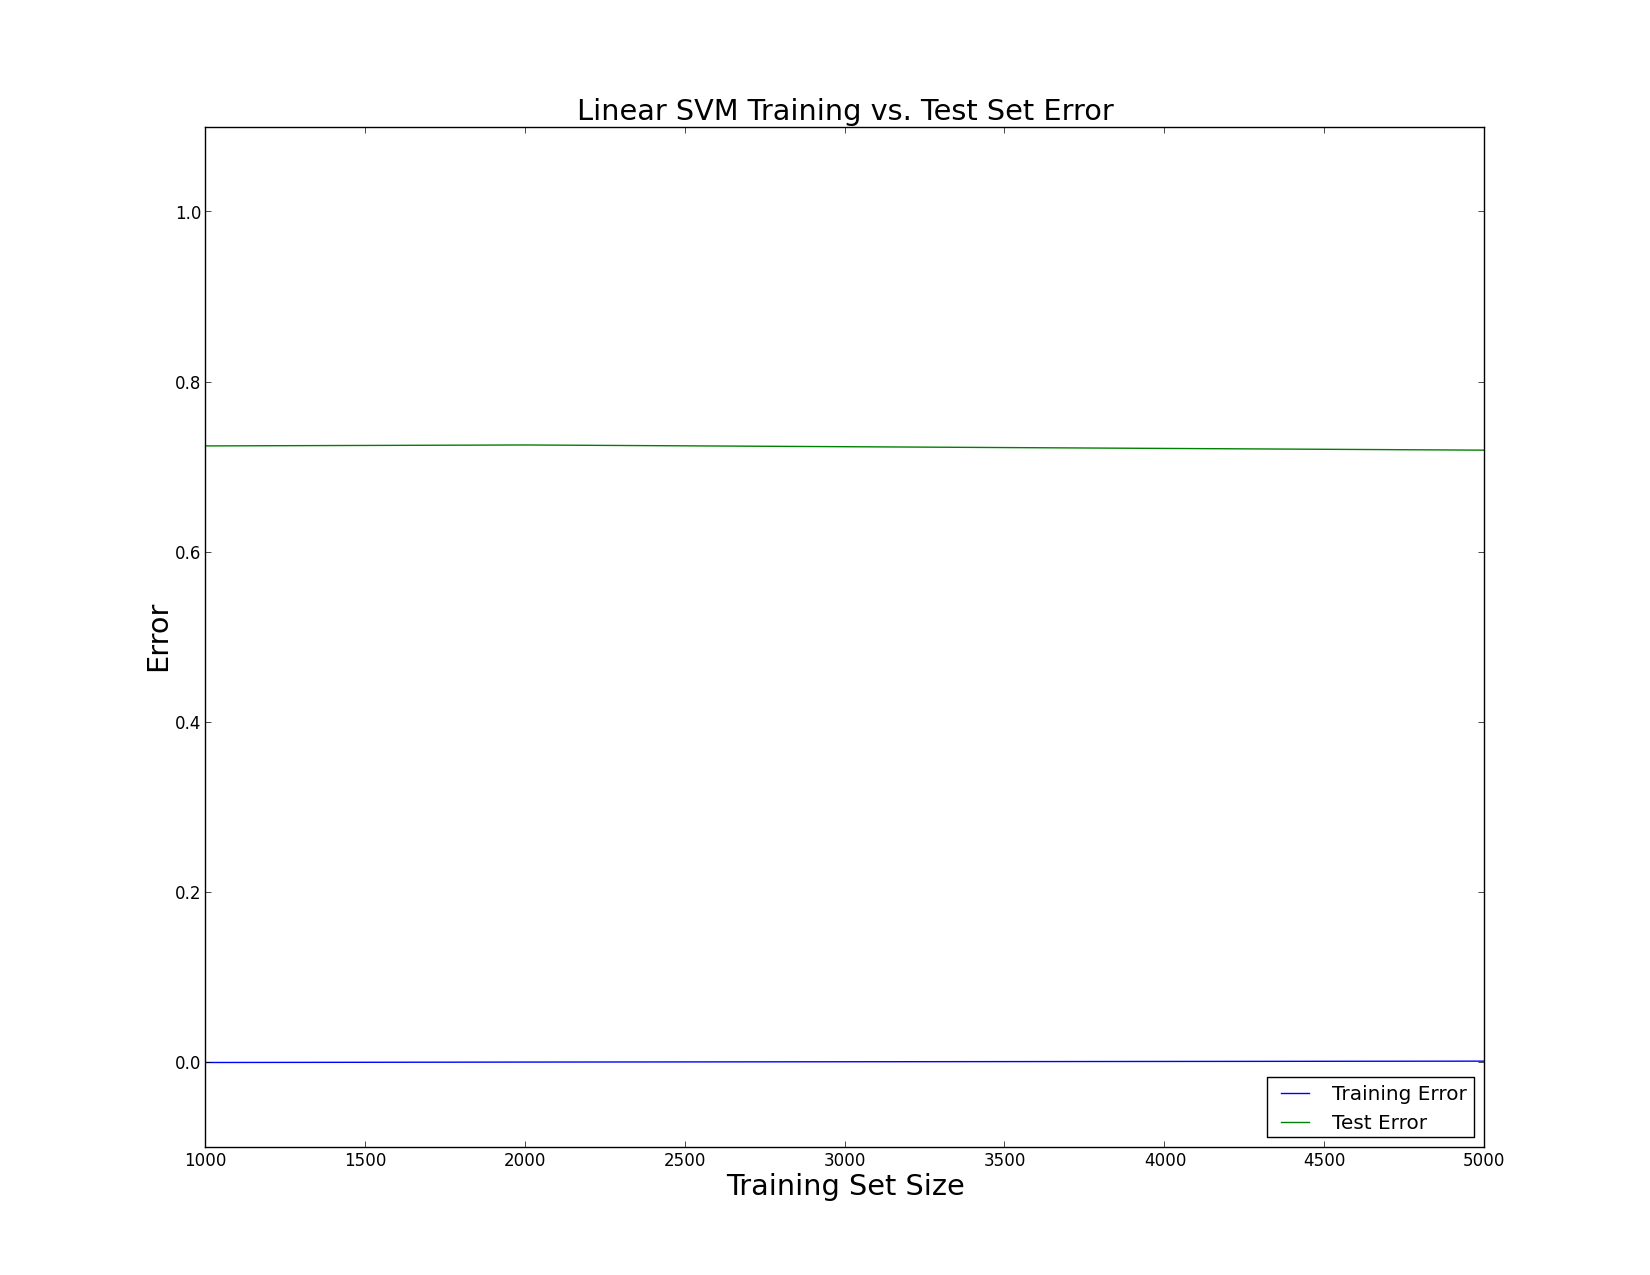 Linear SVM Training vs. Test Set Error
1.0
0.8
0.6
0.4
0.2
0.0
Error
Training Error
Test Error
1000 1500 2000 2500 3000 3500 4000 4500 5000
Training Set Size